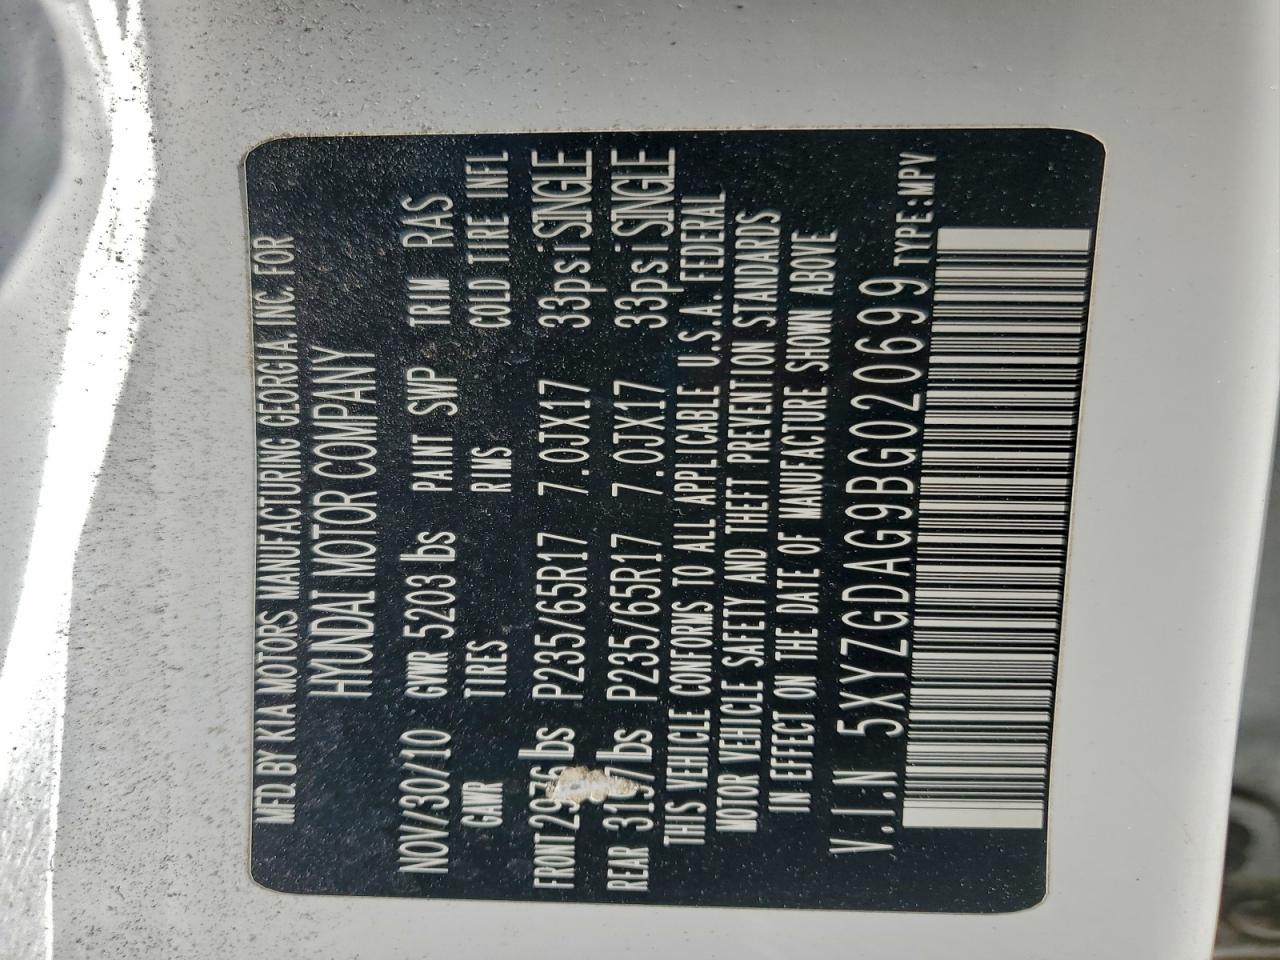 MFD. BY KIA MOTORS MANUFACTURING GEORGIA. INC. FOR
HYUNDAI MOTOR COMPANY
NOV/30/10 GVWR 5203 lbs PAINT SWP TRIM RAS
GAWR TIRES RIMS COLD TIRE INFL
FRONT 2976 lbs P235/65R17 7.0JX17 33psi SINGLE
REAR lbs P235/65R17 7.0JX17 33psi SINGLE
THIS VEHICLE CONFORMS TO ALL APPLICABLE U.S.A. FEDERAL
MOTOR VEHICLE SAFETY AND THEFT PREVENTION STANDARDS
IN EFFECT ON THE DATE OF MANUFACTURE SHOWN ABOVE
V.I.N 5XYZGDAG9BG020699 TYPE:MPV